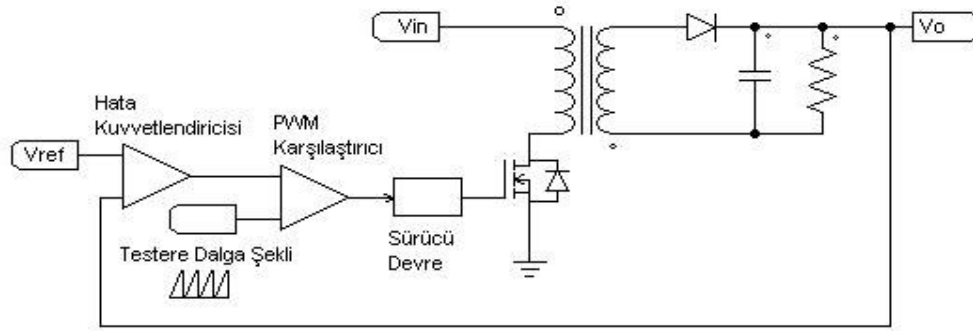 Vin
Vo
Hata
Kuvvetlendiricisi
PWM
Karşılaştırıcı
Vref
Sürücü
Devre
Testere Dalga Şekli